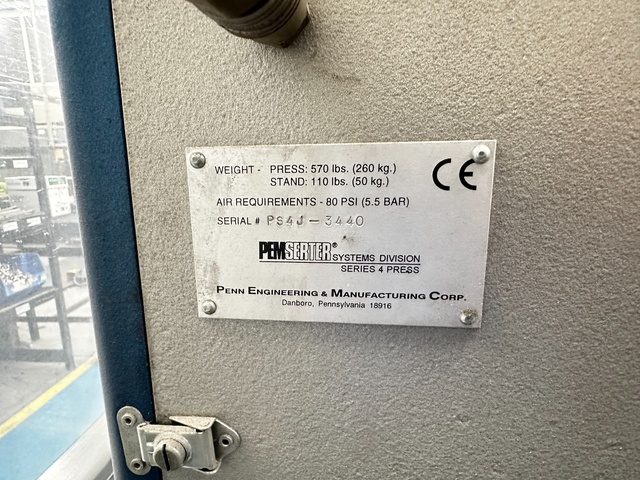 WEIGHT - PRESS: 570 lbs. (260 kg.)
STAND: 110 lbs. (50 kg.)
CE
AIR REQUIREMENTS - 80 PSI (5.5 BAR)
SERIAL # PS4J-3440
PEMSERTER® SYSTEMS DIVISION
SERIES 4 PRESS
PENN ENGINEERING & MANUFACTURING CORP.
Danboro, Pennsylvania 18916